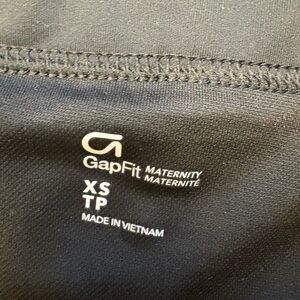 GapFit MATERNITY
MATERNITÉ
XS
TP
MADE IN VIETNAM